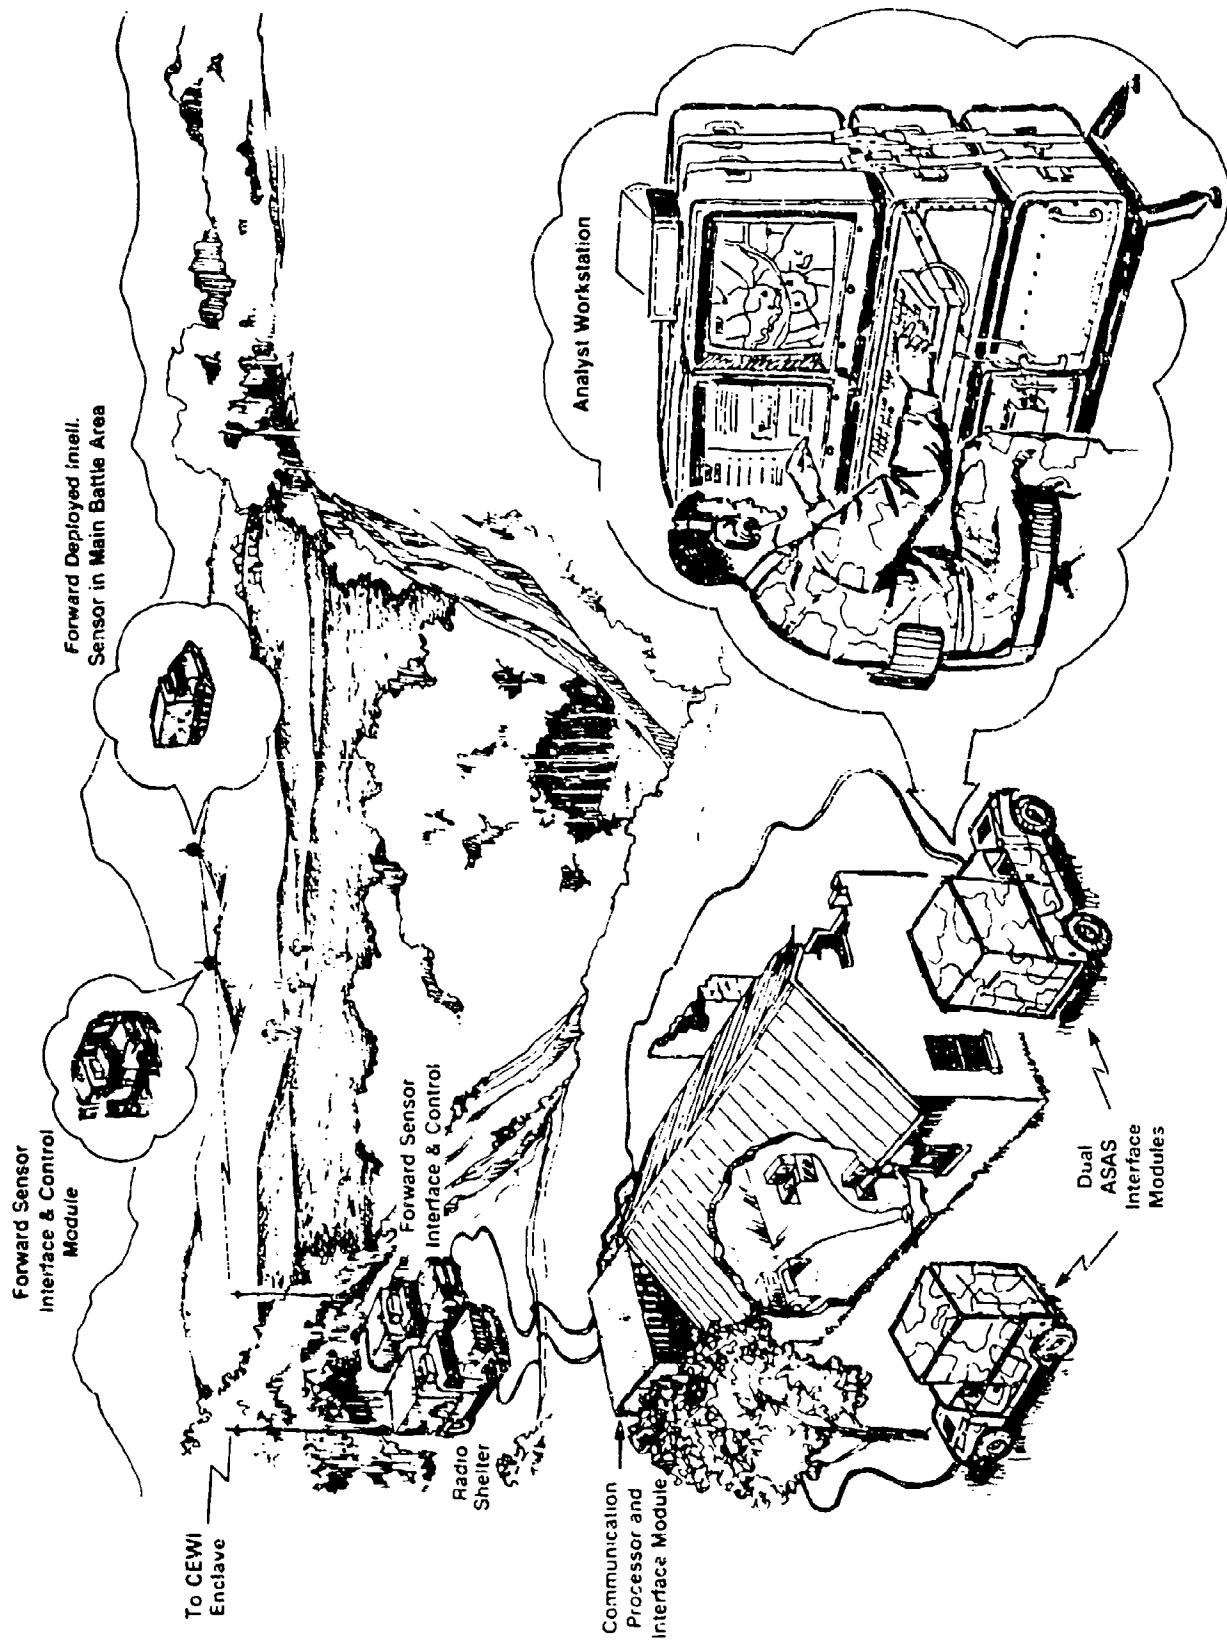 Forward Sensor
Interface & Control
Module
Forward Deployed Intell.
Sensor in Main Battle Area
To CEWI
Enclave
Forward Sensor
Interface & Control
Radio
Shelter
Analyst Workstation
Communication
Processor and
Interface Module
Dual
ASAS
Interface
Modules